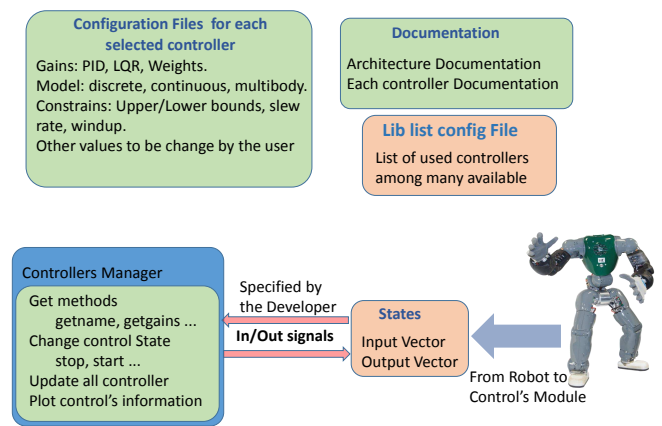 Configuration Files for each
selected controller
Gains: PID, LQR, Weights.
Model: discrete, continuous, multibody.
Constrains: Upper/Lower bounds, slew
rate, windup.
Other values to be change by the user
Documentation
Architecture Documentation
Each controller Documentation
Lib list config File
List of used controllers
among many available
Controllers Manager
Get methods
getname, getgains ...
Change control State
stop, start ...
Update all controller
Plot control's information
Specified by
the Developer
In/Out signals
States
Input Vector
Output Vector
From Robot to
Control's Module